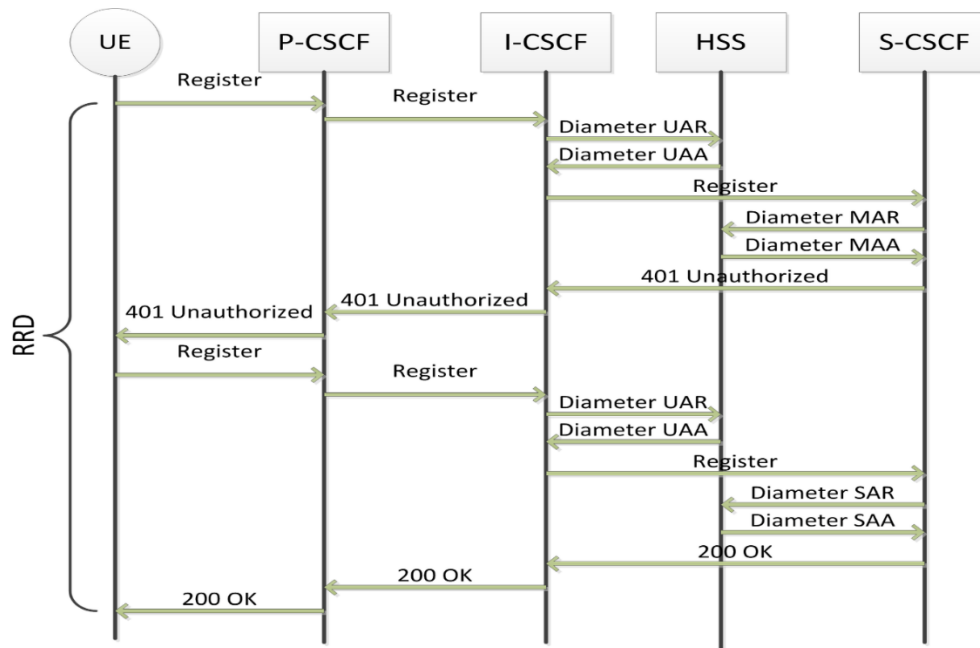 UE
P-CSCF
I-CSCF
HSS
S-CSCF
Register
Register
Diameter UAR
Diameter UAA
Register
Diameter MAR
Diameter MAA
401 Unauthorized
401 Unauthorized
401 Unauthorized
RRD
Register
Register
Diameter UAR
Diameter UAA
Register
Diameter SAR
Diameter SAA
200 OK
200 OK
200 OK